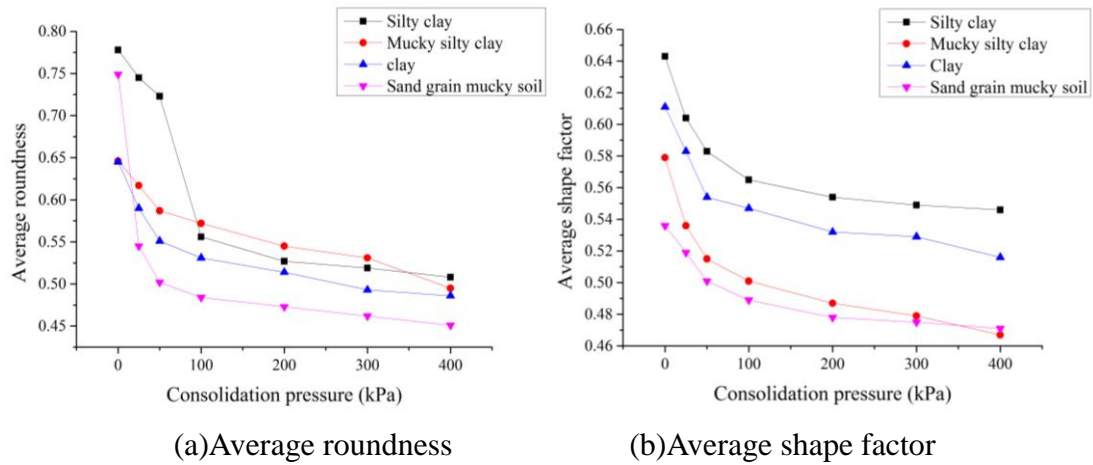 0.80
0.75
0.70
0.65
0.60
0.55
0.50
0.45
Average roundness
0 100 200 300 400
Consolidation pressure (kPa)
Silty clay
Mucky silty clay
clay
Sand grain mucky soil
(a)Average roundness
0.66
0.64
0.62
0.60
0.58
0.56
0.54
0.52
0.50
0.48
0.46
Average shape factor
0 100 200 300 400
Consolidation pressure (kPa)
Silty clay
Mucky silty clay
Clay
Sand grain mucky soil
(b)Average shape factor